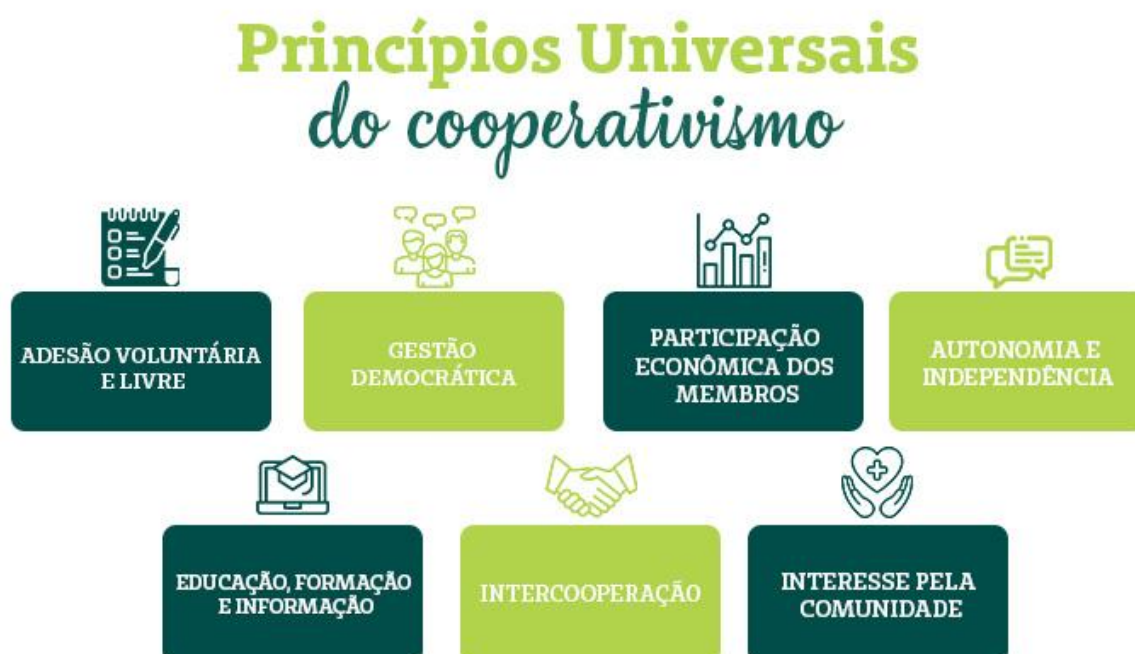 Princípios Universais
do cooperativismo
ADESÃO VOLUNTÁRIA
E LIVRE
GESTÃO
DEMOCRÁTICA
PARTICIPAÇÃO
ECONÔMICA DOS
MEMBROS
AUTONOMIA E
INDEPENDÊNCIA
EDUCAÇÃO, FORMAÇÃO
E INFORMAÇÃO
INTERCOOPERAÇÃO
INTERESSE PELA
COMUNIDADE